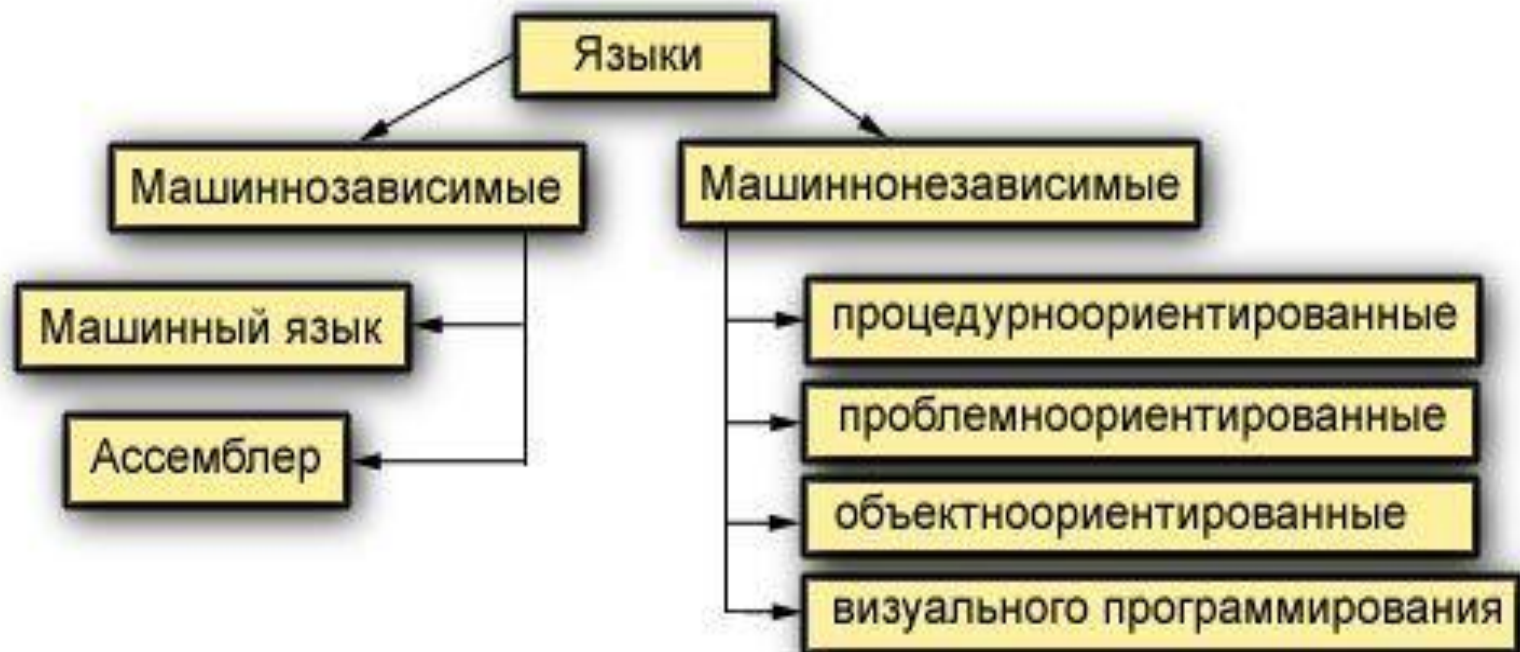 Языки
Машиннозависимые
Машиннонезависимые
Машинный язык
Ассемблер
процедурноориентированные
проблемноориентированные
объектноориентированные
визуального программирования